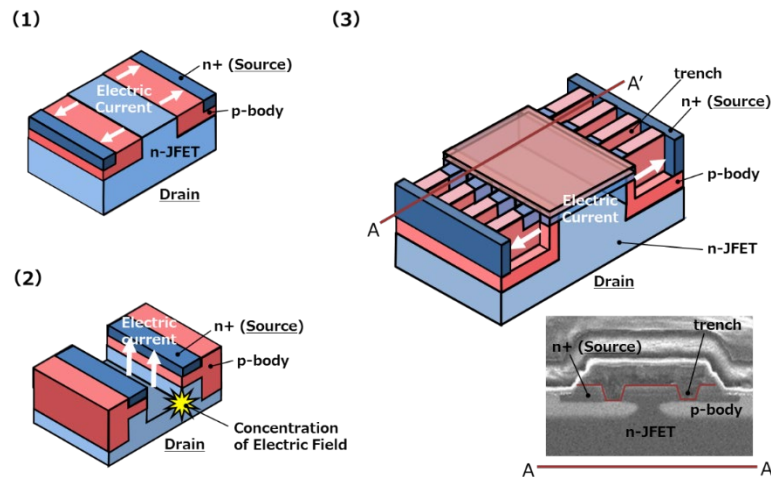 (1)
n+ (Source)
Electric
Current
p-body
n-JFET
Drain
(2)
Electric
current
n+ (Source)
p-body
Concentration
of Electric Field
Drain
(3)
A'
trench
n+ (Source)
p-body
Electric
Current
A
n-JFET
Drain
trench
n+ (Source)
p-body
n-JFET
A A'